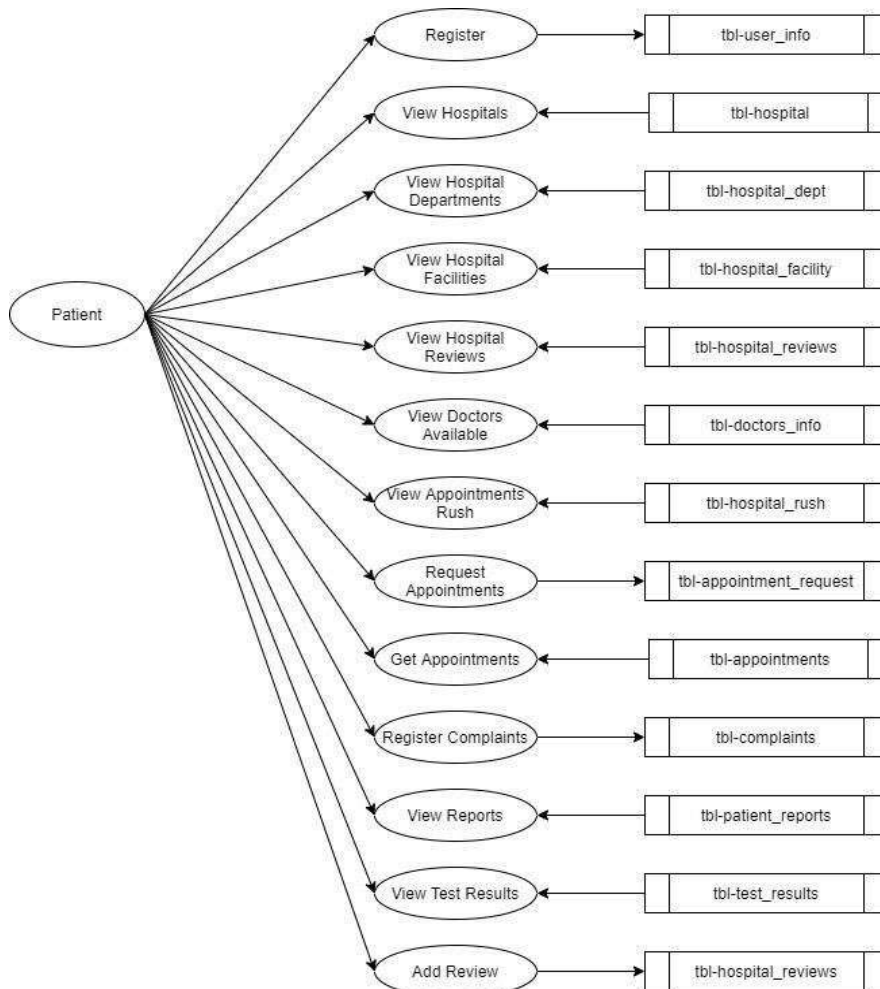 Register
tbl-user_info
View Hospitals
tbl-hospital
View Hospital
Departments
tbl-hospital_dept
View Hospital
Facilities
tbl-hospital_facility
Patient
View Hospital
Reviews
tbl-hospital_reviews
View Doctors
Available
tbl-doctors_info
View Appointments
Rush
tbl-hospital_rush
Request
Appointments
tbl-appointment_request
Get Appointments
tbl-appointments
Register Complaints
tbl-complaints
View Reports
tbl-patient_reports
View Test Results
tbl-test_results
Add Review
tbl-hospital_reviews